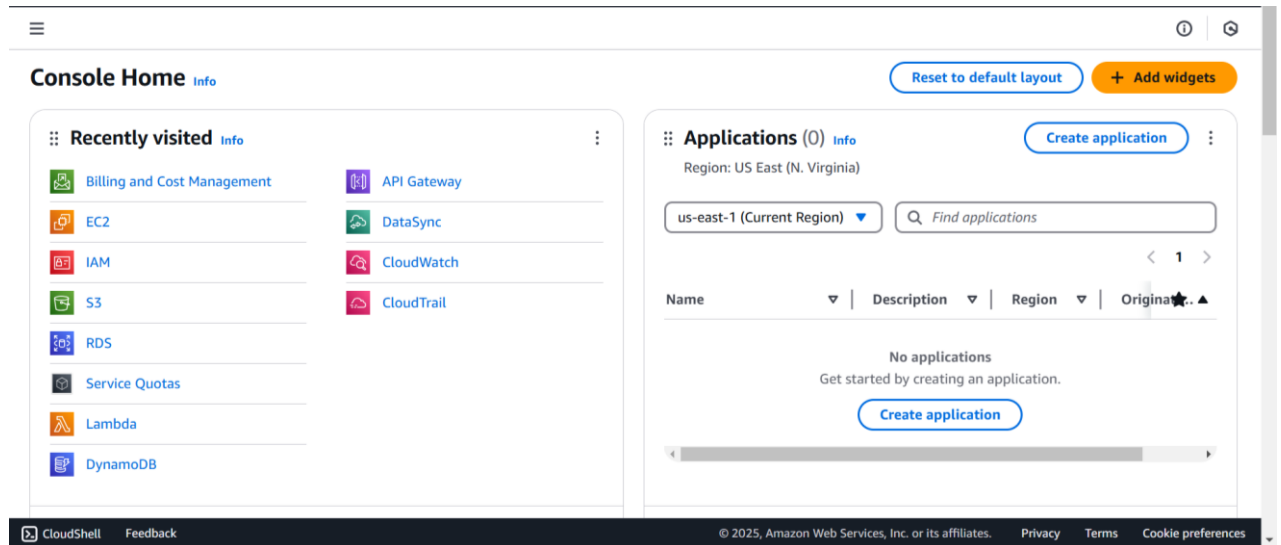 Console Home Info
Reset to default layout
+ Add widgets
Recently visited Info
Billing and Cost Management
EC2
IAM
S3
RDS
Service Quotas
Lambda
DynamoDB
API Gateway
DataSync
CloudWatch
CloudTrail
Applications (0) Info
Create application
Region: US East (N. Virginia)
us-east-1 (Current Region)
Find applications
1
Name Description Region Originat...
No applications
Get started by creating an application.
Create application
CloudShell Feedback © 2025, Amazon Web Services, Inc. or its affiliates. Privacy Terms Cookie preferences